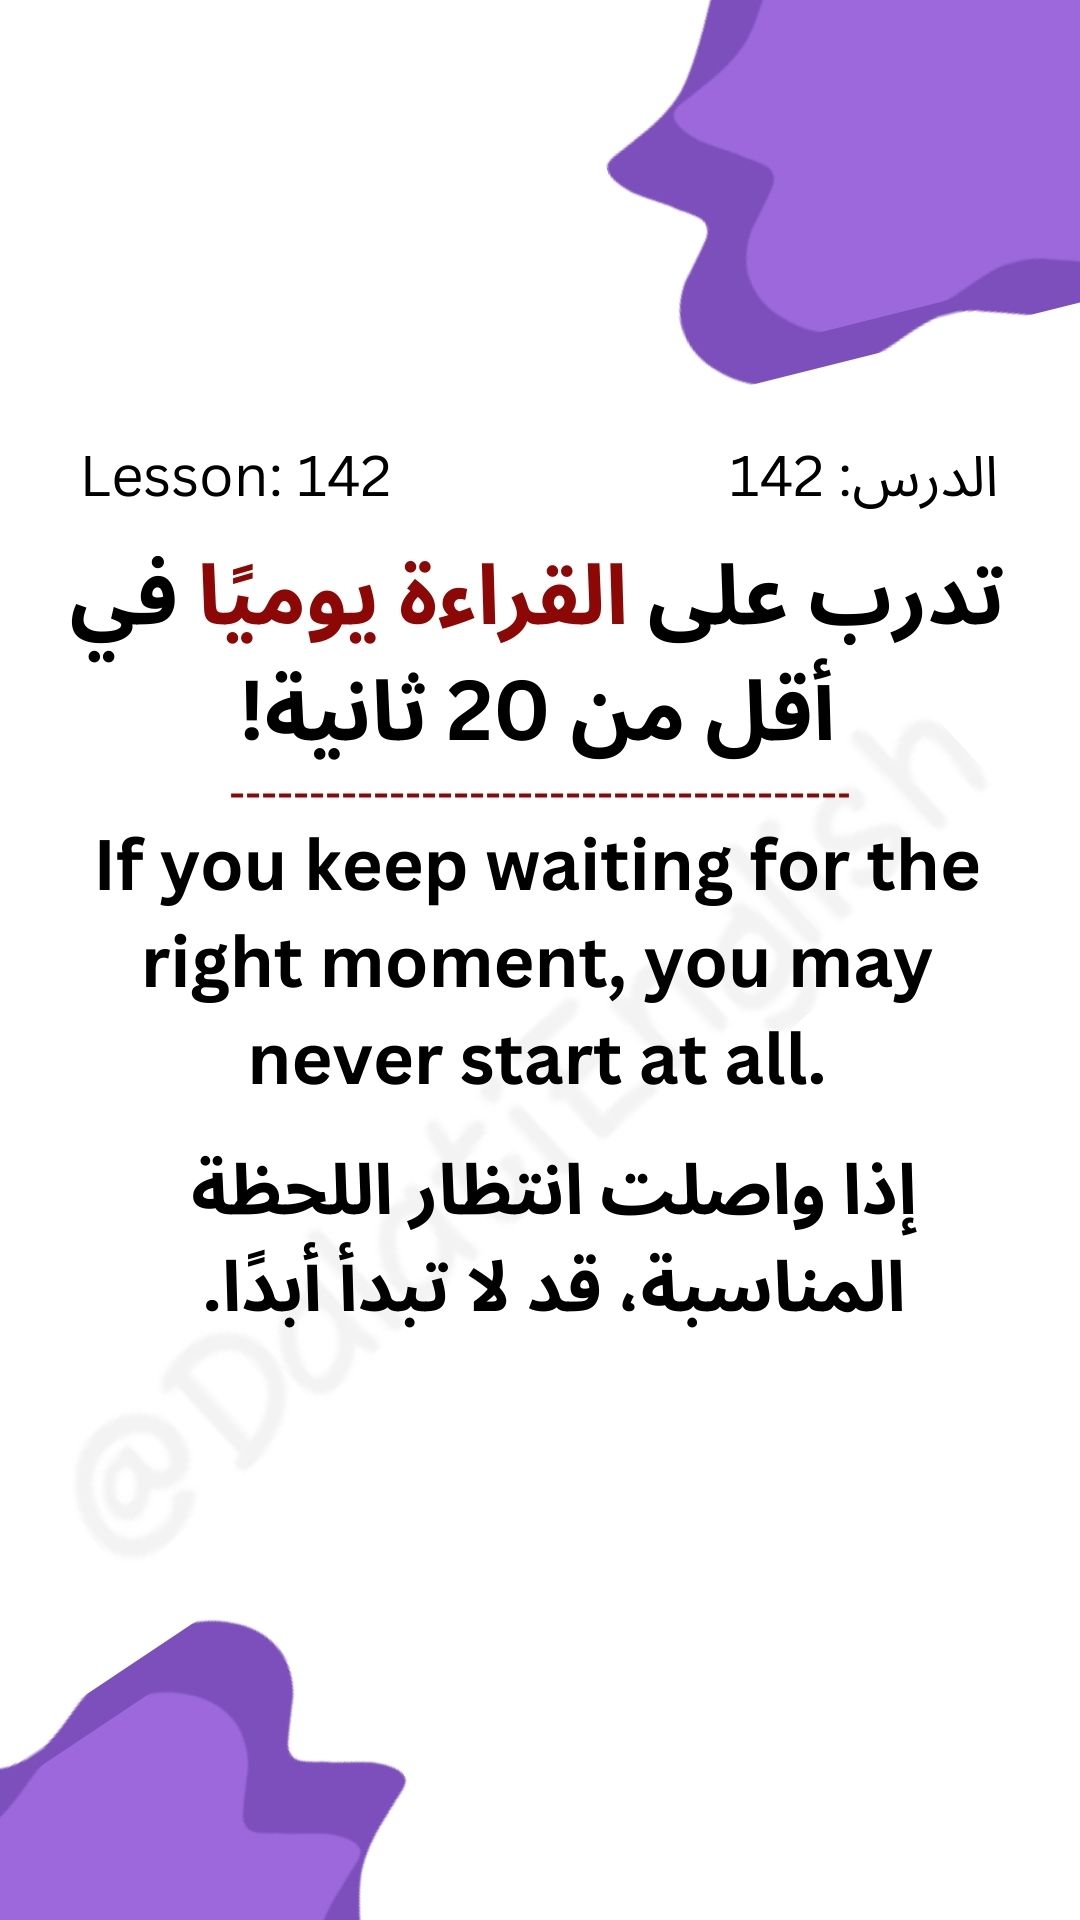 Lesson: 142
الدرس: 142
تدرب على القراءة يوميًا في
أقل من 20 ثانية!
---------------------------------------
If you keep waiting for the
right moment, you may
never start at all.
إذا واصلت انتظار اللحظة
المناسبة، قد لا تبدأ أبدًا.